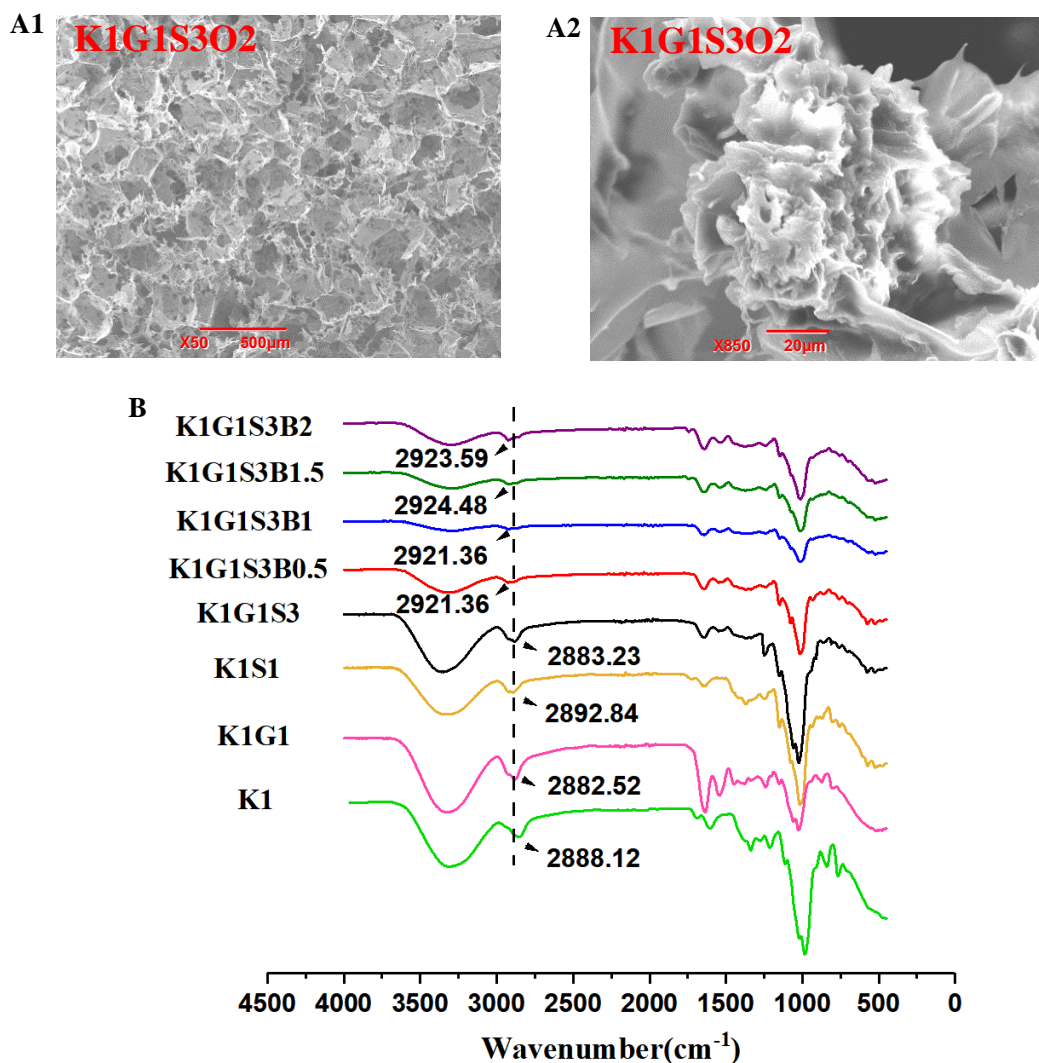 A1
K1G1S3O2
X50 500μm
A2
K1G1S3O2
X850 20μm
B
K1G1S3B2
2923.59
K1G1S3B1.5
2924.48
K1G1S3B1
2921.36
K1G1S3B0.5
2921.36
K1G1S3
2883.23
K1S1
2892.84
K1G1
2882.52
K1
2888.12
4500 4000 3500 3000 2500 2000 1500 1000 500 0
Wavenumber(cm⁻¹)